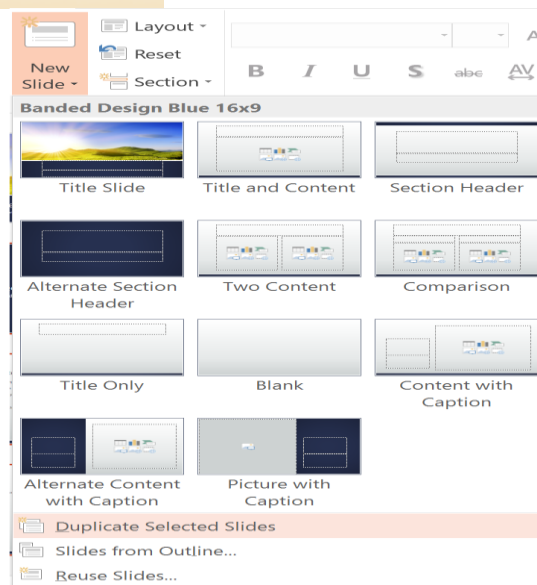 New
Slide
Layout
Reset
Section
B I U S abc AV
A
Banded Design Blue 16x9
Title Slide
Title and Content
Section Header
Alternate Section
Header
Two Content
Comparison
Title Only
Blank
Content with
Caption
Alternate Content
with Caption
Picture with
Caption
Duplicate Selected Slides
Slides from Outline...
Reuse Slides...